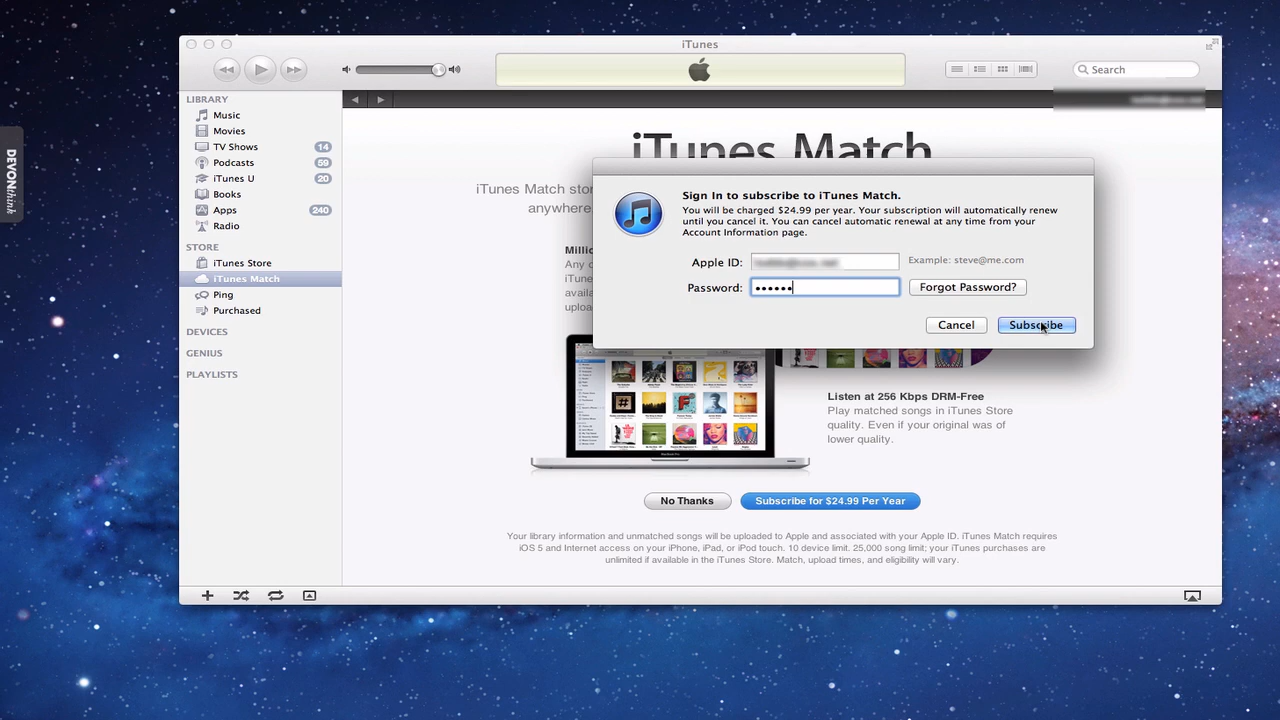 iTunes
Search
LIBRARY
Music
Movies
TV Shows 14
Podcasts 59
iTunes U 20
Books
Apps 240
Radio
STORE
iTunes Store
iTunes Match
Ping
Purchased
DEVICES
GENIUS
PLAYLISTS
DEVONthink
iTunes Match
iTunes Match
anywhere
Any
iTune
availa
Sign In to subscribe to iTunes Match.
You will be charged $24.99 per year. Your subscription will automatically renew
until you cancel it. You can cancel automatic renewal at any time from your
Account Information page.
Apple ID:
Example: steve@me.com
Password: ••••••
Forgot Password?
Cancel
Subscribe
Listen at 256 Kbps DRM-Free
Play matched songs in iTunes Store
quality. Even if your original was of
lower quality.
MacBook Pro
No Thanks
Subscribe for $24.99 Per Year
Your library information and unmatched songs will be uploaded to Apple and associated with your Apple ID. iTunes Match requires
iOS 5 and Internet access on your iPhone, iPad, or iPod touch. 10 device limit. 25,000 song limit; your iTunes purchases are
unlimited if available in the iTunes Store. Match, upload times, and eligibility will vary.